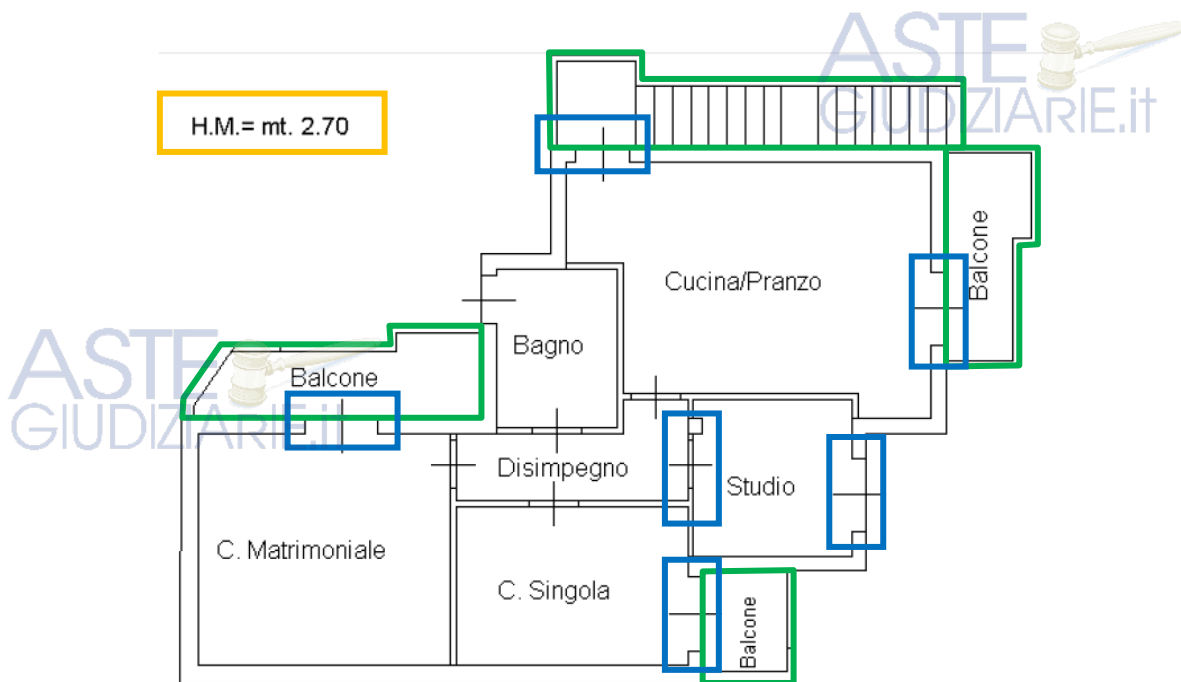 ASTE
GIUDIZIARIE.it
H.M.= mt. 2.70
Balcone
Cucina/Pranzo
Bagno
ASTE
GIUDIZIARIE.it
Balcone
Disimpegno
Studio
C. Matrimoniale
C. Singola
Balcone